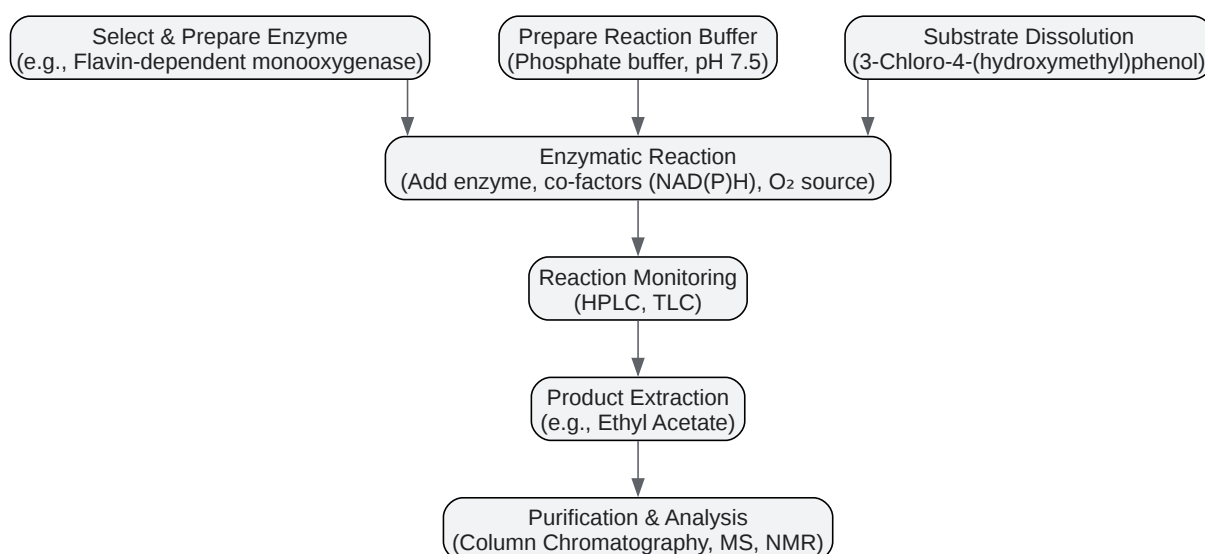 Select & Prepare Enzyme
(e.g., Flavin-dependent monooxygenase)
Prepare Reaction Buffer
(Phosphate buffer, pH 7.5)
Substrate Dissolution
(3-Chloro-4-(hydroxymethyl)phenol)
Enzymatic Reaction
(Add enzyme, co-factors (NAD(P)H), O₂ source)
Reaction Monitoring
(HPLC, TLC)
Product Extraction
(e.g., Ethyl Acetate)
Purification & Analysis
(Column Chromatography, MS, NMR)